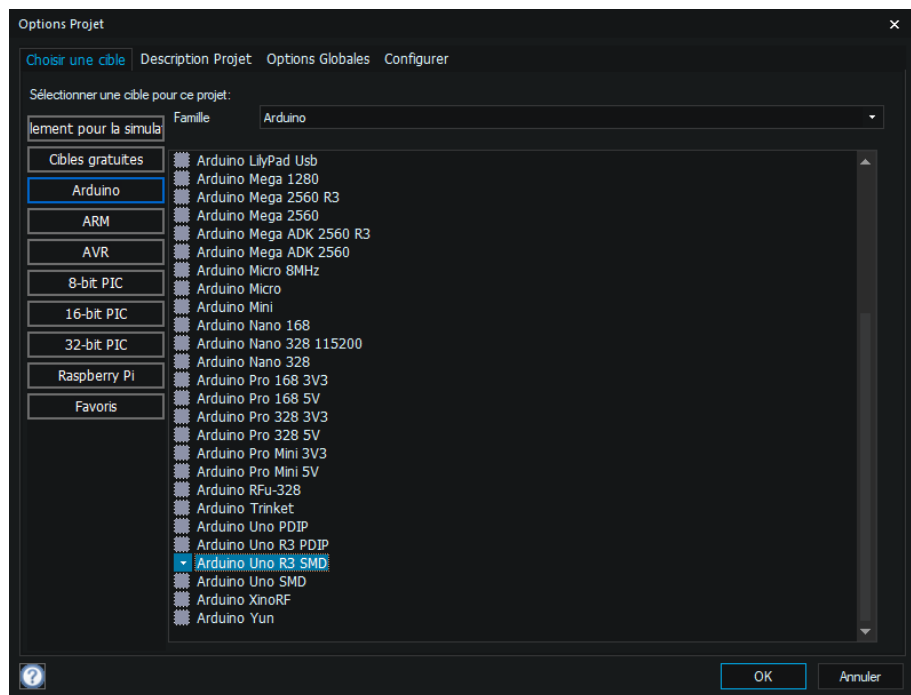 Options Projet
Choisir une cible Description Projet Options Globales Configurer
Sélectionner une cible pour ce projet:
Famille Arduino
lement pour la simula
Cibles gratuites
Arduino
ARM
AVR
8-bit PIC
16-bit PIC
32-bit PIC
Raspberry Pi
Favoris
Arduino LilyPad Usb
Arduino Mega 1280
Arduino Mega 2560 R3
Arduino Mega 2560
Arduino Mega ADK 2560 R3
Arduino Mega ADK 2560
Arduino Micro 8MHz
Arduino Micro
Arduino Mini
Arduino Nano 168
Arduino Nano 328 115200
Arduino Nano 328
Arduino Pro 168 3V3
Arduino Pro 168 5V
Arduino Pro 328 3V3
Arduino Pro 328 5V
Arduino Pro Mini 3V3
Arduino Pro Mini 5V
Arduino RFu-328
Arduino Trinket
Arduino Uno PDIP
Arduino Uno R3 PDIP
Arduino Uno R3 SMD
Arduino Uno SMD
Arduino XinoRF
Arduino Yun
? OK Annuler